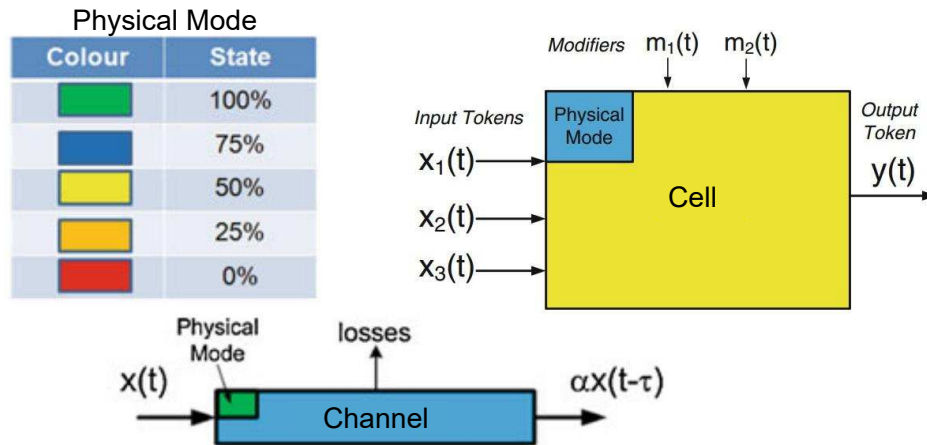 Physical Mode
Colour State
100%
75%
50%
25%
0%
Modifiers m₁(t) m₂(t)
Input Tokens
Physical
Mode
Output
Token
x₁(t)
y(t)
x₂(t)
Cell
x₃(t)
Physical
Mode
losses
x(t)
αx(t-τ)
Channel